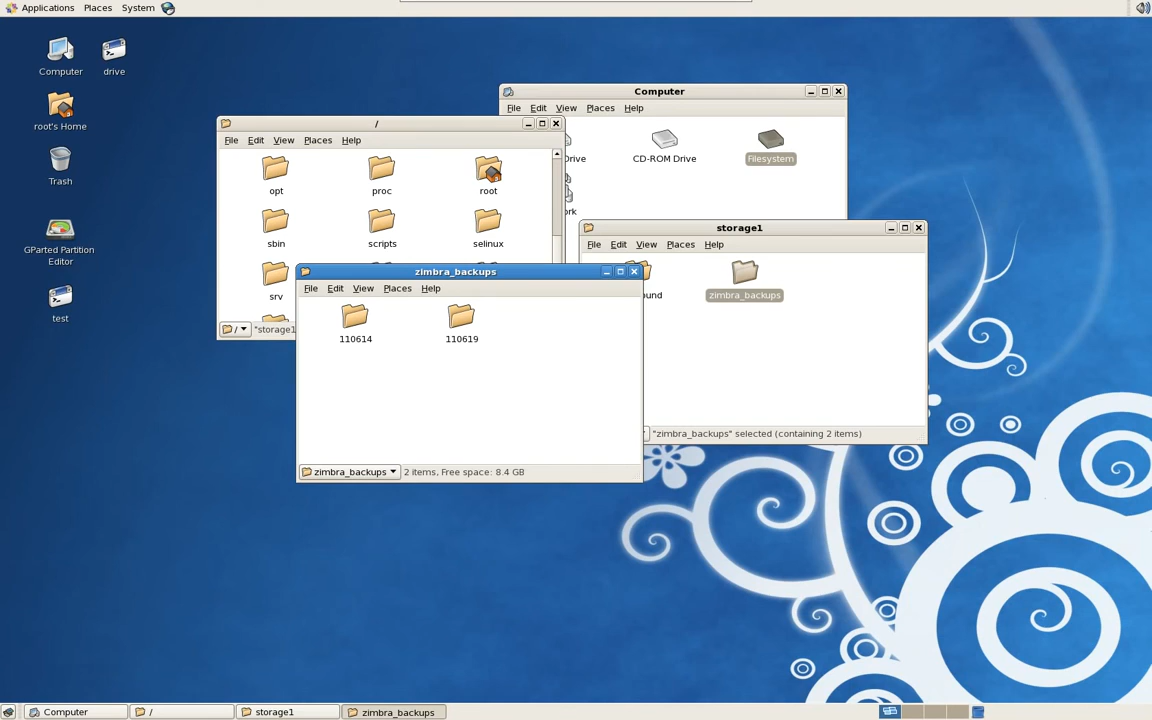 Applications Places System
Computer
drive
root's Home
Trash
GParted Partition
Editor
test
Computer
File Edit View Places Help
Drive
CD-ROM Drive
Filesystem
/
File Edit View Places Help
opt
proc
root
sbin
scripts
selinux
srv
/
"storage1
storage1
File Edit View Places Help
zimbra_backups
"zimbra_backups" selected (containing 2 items)
zimbra_backups
File Edit View Places Help
110614
110619
zimbra_backups
2 items, Free space: 8.4 GB
Computer
/
storage1
zimbra_backups